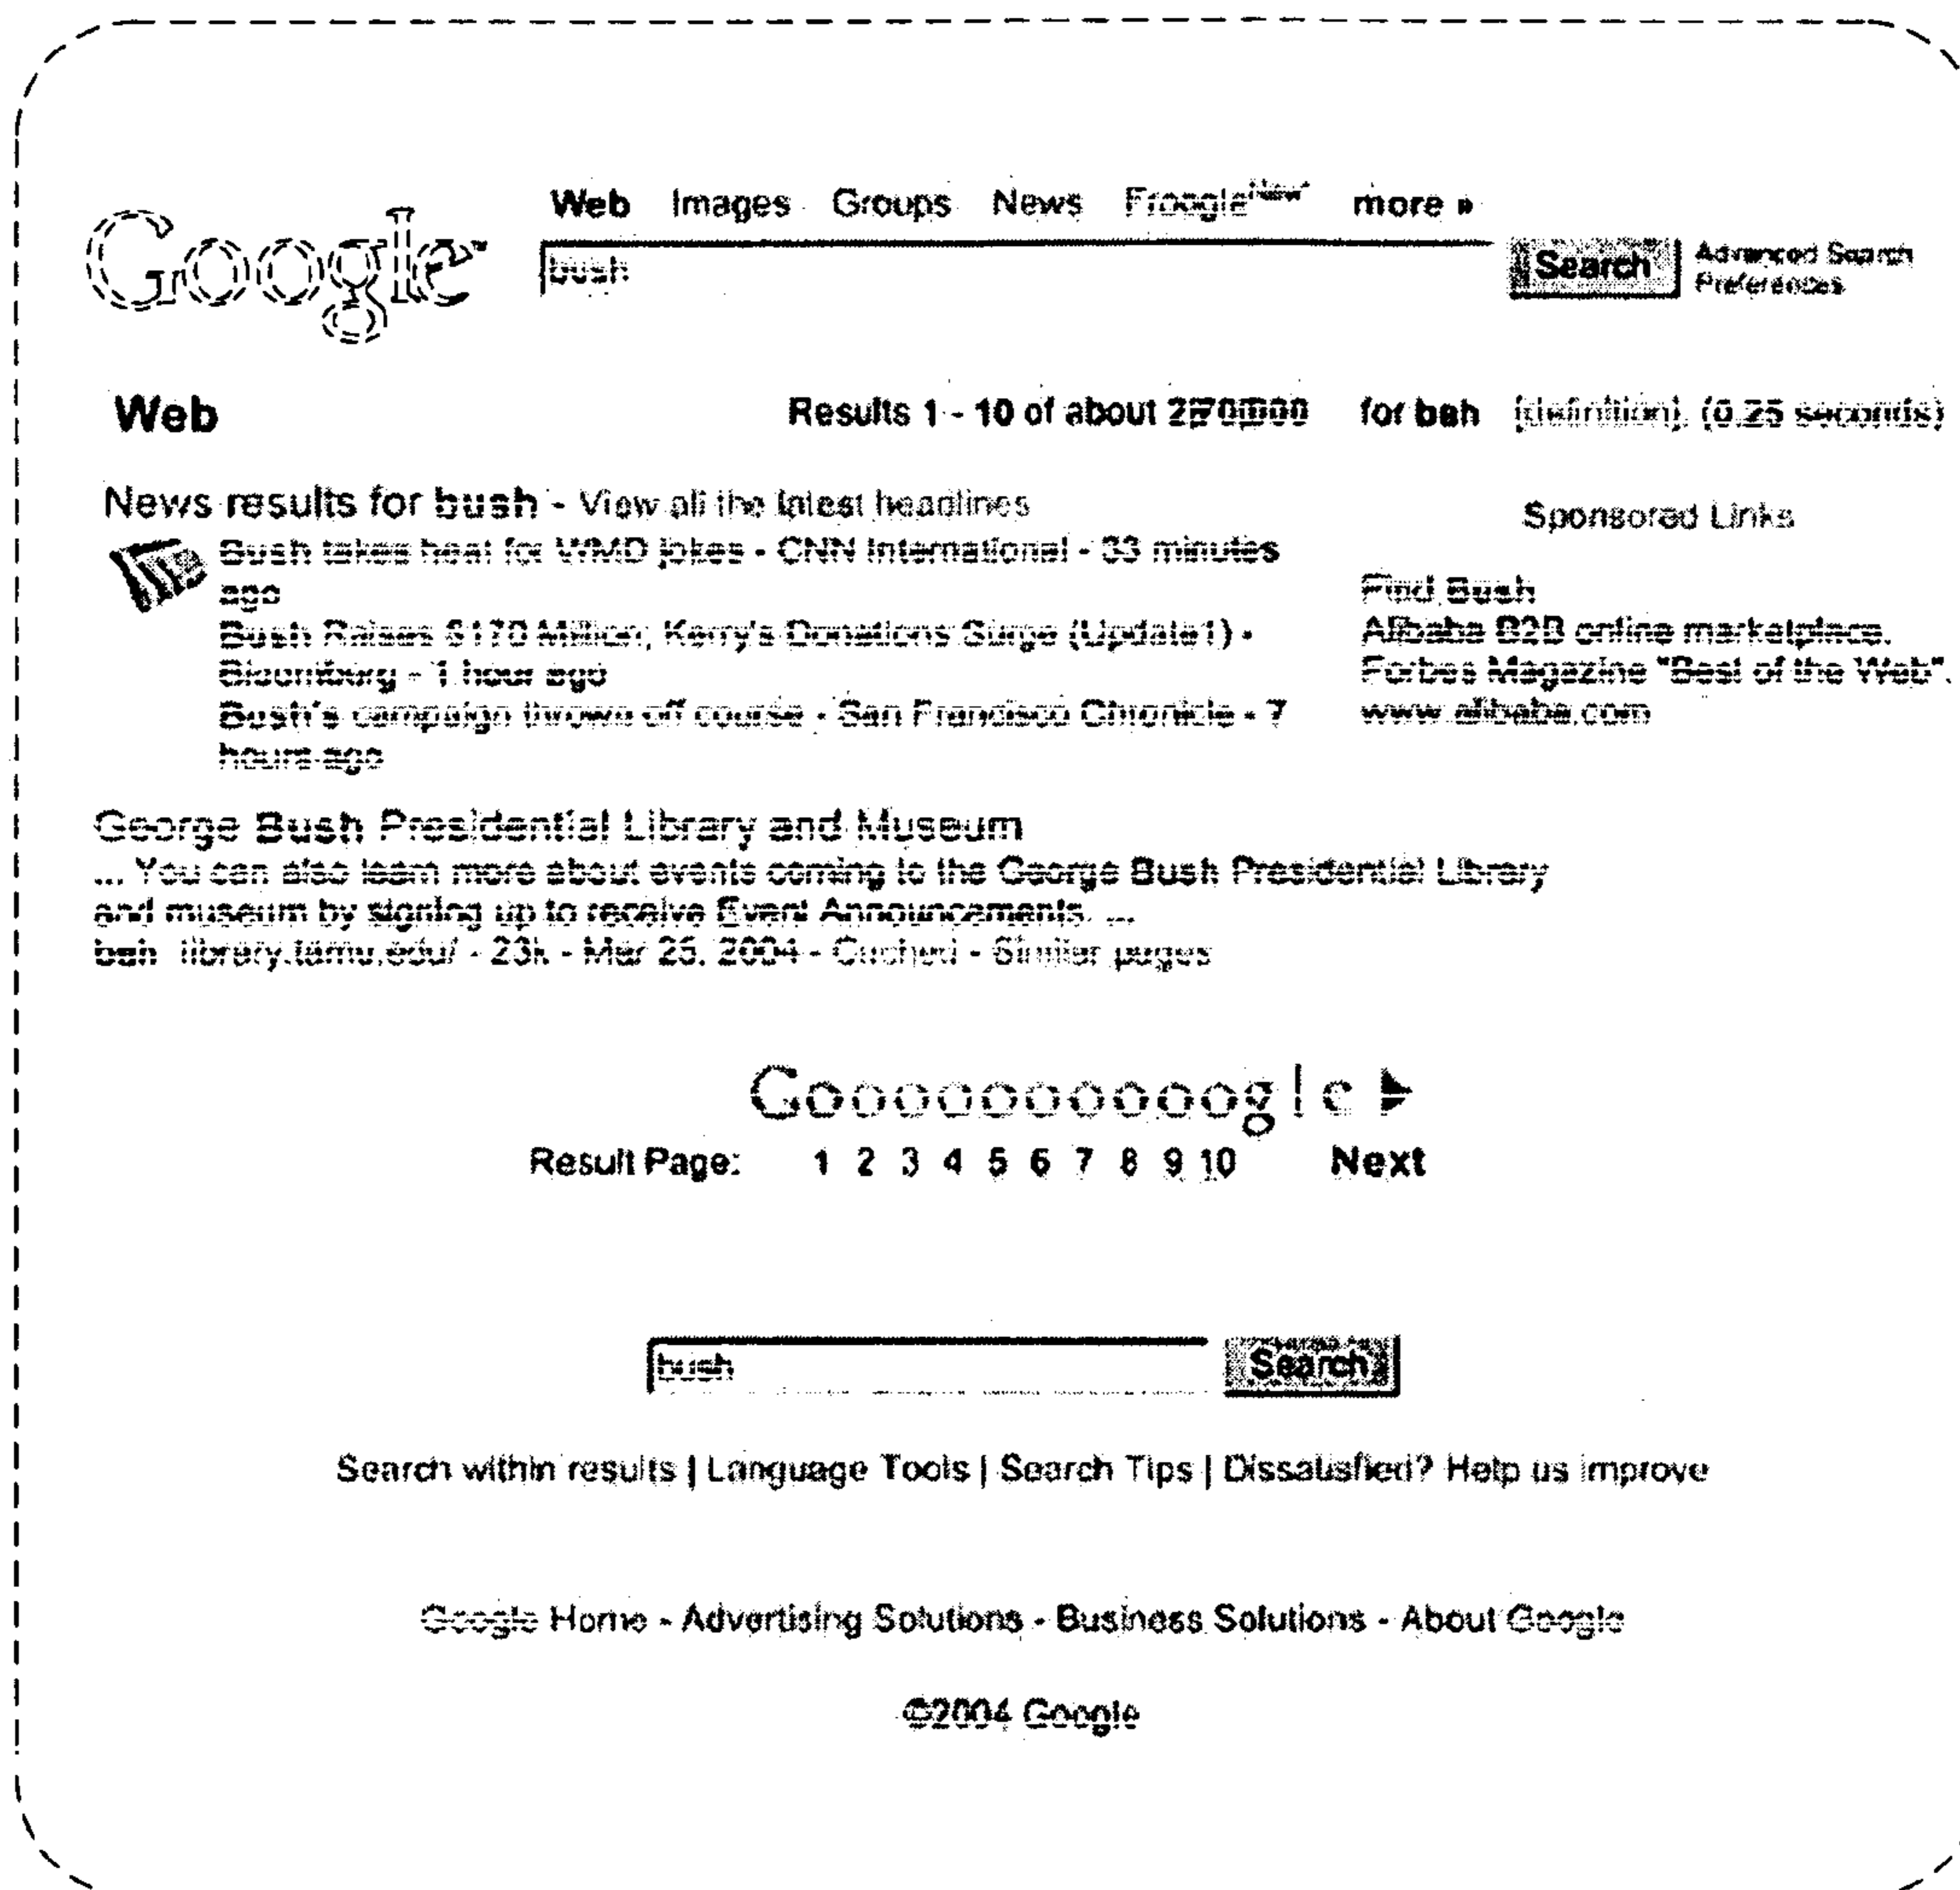 Web Images Groups News Froogle New! more »
Google™
bush Search Advanced Search
Preferences
Web Results 1 - 10 of about for bsh [definition]. (0.25 seconds)
News results for bush - View all the latest headlines
Sponsored Links
Bush takes heat for WMD jokes - CNN International - 33 minutes
ago
Bush Raises $170 Million; Kerry's Donations Surge (Update1) -
Bloomberg - 1 hour ago
Bush's campaign thrown off course - San Francisco Chronicle - 7
hours ago
Find Bush
Alibaba B2B online marketplace.
Forbes Magazine "Best of the Web".
www.alibaba.com
George Bush Presidential Library and Museum
... You can also learn more about events coming to the George Bush Presidential Library
and museum by signing up to receive Event Announcements. ...
bsh library.tamu.edu/ - 23k - Mar 25, 2004 - Cached - Similar pages
Goooooooooogle
Result Page: 1 2 3 4 5 6 7 8 9 10 Next
bush Search
Search within results | Language Tools | Search Tips | Dissatisfied? Help us improve
Google Home - Advertising Solutions - Business Solutions - About Google
©2004 Google